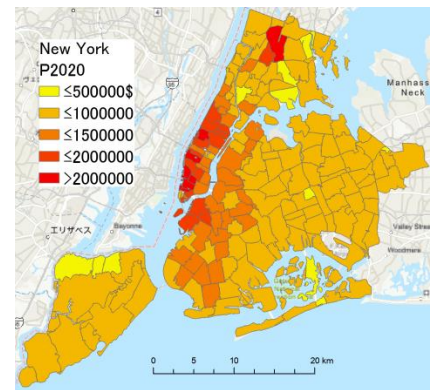 New York
P2020
≤500000$
≤1000000
≤1500000
≤2000000
>2000000
Manhass
Neck
エリザベス
Bayonne
Valley Street
Woodmere
0 5 10 20 km